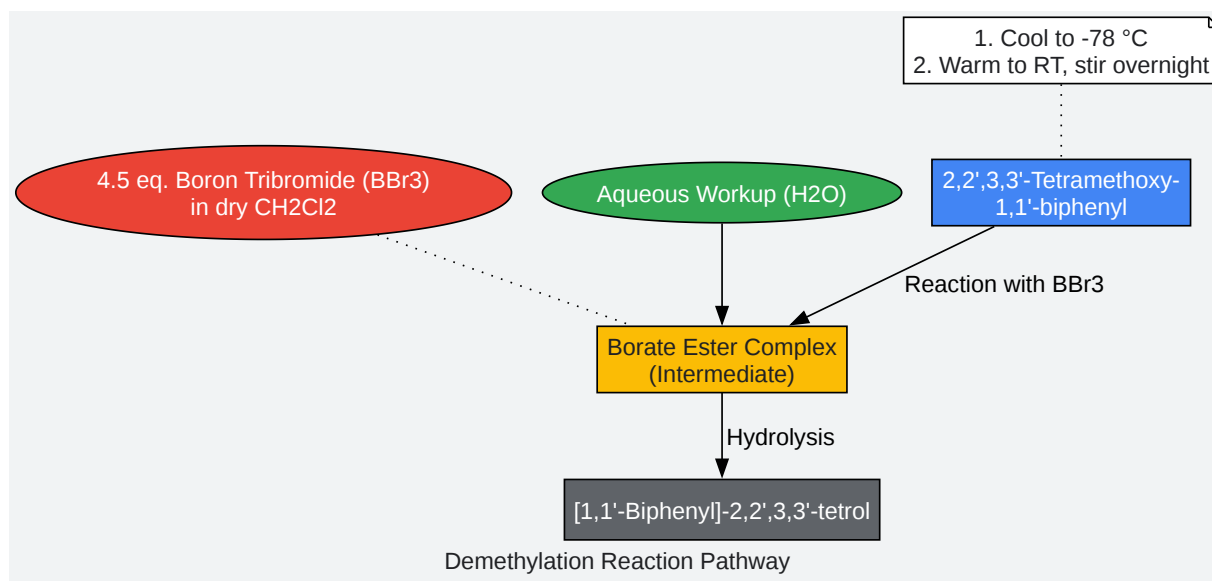 1. Cool to -78 °C
2. Warm to RT, stir overnight
4.5 eq. Boron Tribromide (BBr3)
in dry CH2Cl2
Aqueous Workup (H2O)
2,2',3,3'-Tetramethoxy-
1,1'-biphenyl
Reaction with BBr3
Borate Ester Complex
(Intermediate)
Hydrolysis
[1,1'-Biphenyl]-2,2',3,3'-tetrol
Demethylation Reaction Pathway